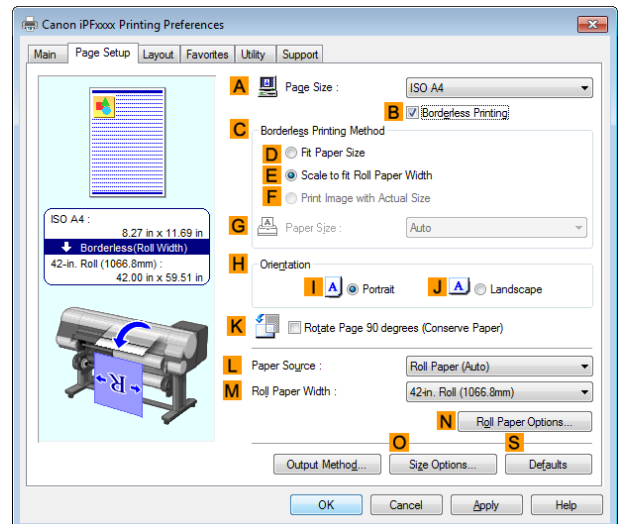 Canon iPFxxxx Printing Preferences
Main Page Setup Layout Favorites Utility Support
A Page Size : ISO A4
B Borderless Printing
C Borderless Printing Method
D Fit Paper Size
E Scale to fit Roll Paper Width
F Print Image with Actual Size
G Paper Size : Auto
ISO A4 :
8.27 in x 11.69 in
Borderless(Roll Width)
42-in. Roll (1066.8mm) :
42.00 in x 59.51 in
H Orientation
I A Portrait J A Landscape
K Rotate Page 90 degrees (Conserve Paper)
R
L Paper Source : Roll Paper (Auto)
M Roll Paper Width : 42-in. Roll (1066.8mm)
N Roll Paper Options...
O S
Output Method... Size Options... Defaults
OK Cancel Apply Help